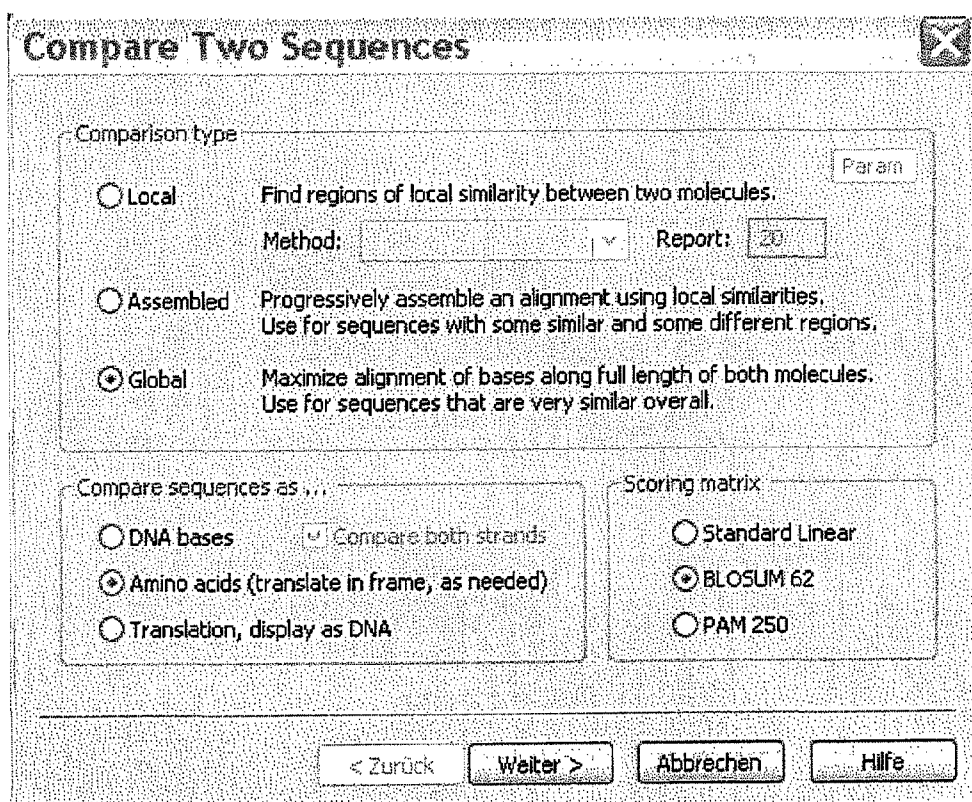 Compare Two Sequences
Comparison type
Param
Local Find regions of local similarity between two molecules.
Method: Report: 20
Assembled Progressively assemble an alignment using local similarities.
Use for sequences with some similar and some different regions.
Global Maximize alignment of bases along full length of both molecules.
Use for sequences that are very similar overall.
Compare sequences as ... Scoring matrix
DNA bases Compare both strands Standard Linear
Amino acids (translate in frame, as needed) BLOSUM 62
Translation, display as DNA PAM 250
< Zurück Weiter > Abbrechen Hilfe